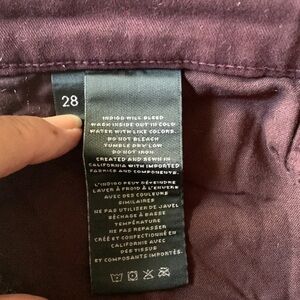 28
INDIGO WILL BLEED
WASH INSIDE OUT IN COLD
WATER WITH LIKE COLORS.
DO NOT BLEACH
TUMBLE DRY LOW
DO NOT IRON
CREATED AND SEWN IN
CALIFORNIA WITH IMPORTED
FABRICS AND COMPONENTS.
L'INDIGO PEUT DÉTEINDRE
LAVER À FROID À L'ENVERS
AVEC DES COULEURS
SIMILAIRES
NE PAS UTILISER DE JAVEL
SÉCHAGE À BASSE
TEMPÉRATURE
NE PAS REPASSER
CRÉÉ ET CONFECTIONNÉ EN
CALIFORNIE AVEC
DES TISSUS
ET COMPOSANTS IMPORTÉS.